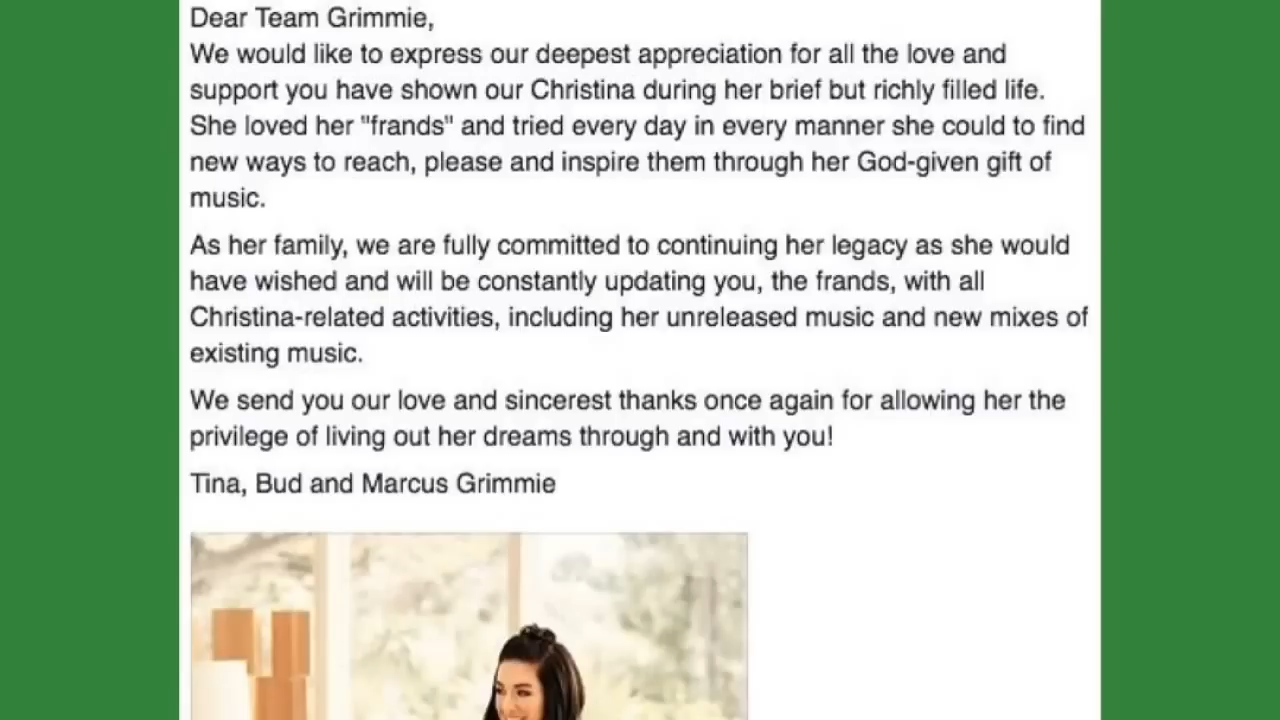 Dear Team Grimmie,
We would like to express our deepest appreciation for all the love and
support you have shown our Christina during her brief but richly filled life.
She loved her "frands" and tried every day in every manner she could to find
new ways to reach, please and inspire them through her God-given gift of
music.
As her family, we are fully committed to continuing her legacy as she would
have wished and will be constantly updating you, the frands, with all
Christina-related activities, including her unreleased music and new mixes of
existing music.
We send you our love and sincerest thanks once again for allowing her the
privilege of living out her dreams through and with you!
Tina, Bud and Marcus Grimmie